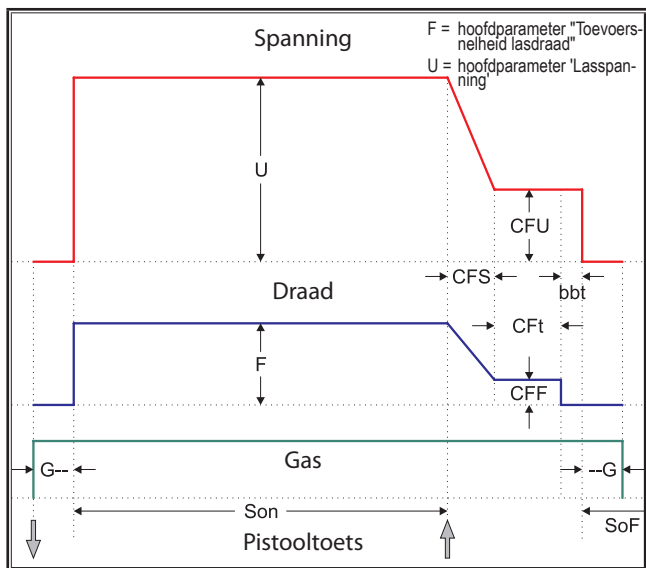 Spanning
F = hoofdparameter "Toevoers-
nelheid lasdraad"
U = hoofdparameter 'Lasspan-
ning'
U
CFU
CFS
bbt
Draad
CFt
F
CFF
Gas
G--
--G
Son
SoF
Pistooltoets